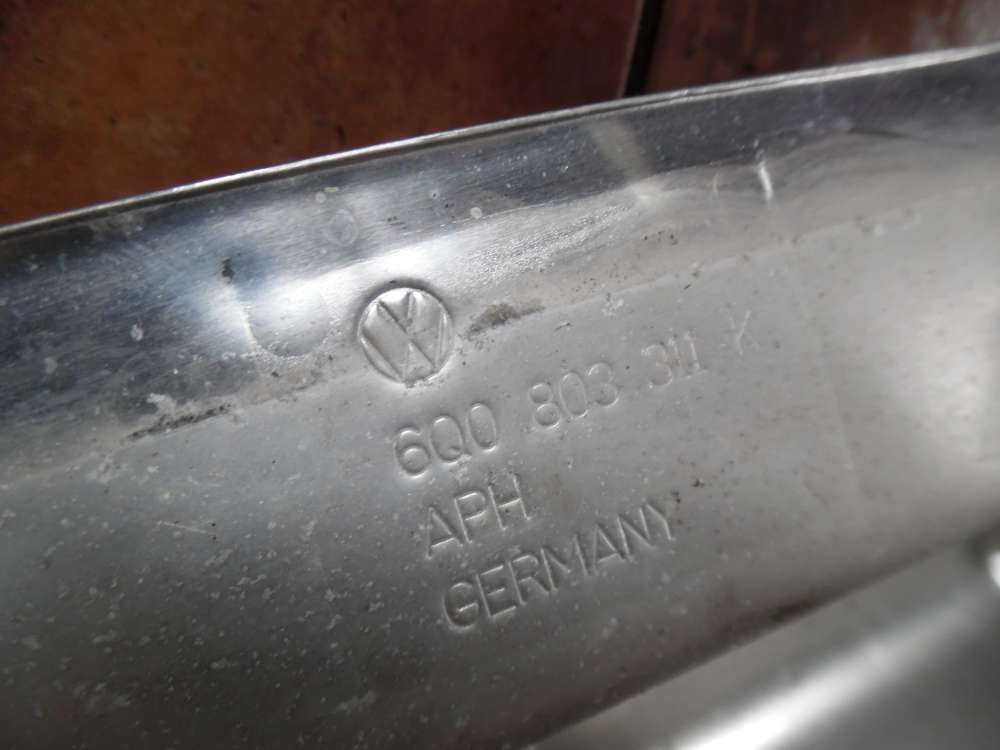 6Q0 803 311 K
APH
GERMANY